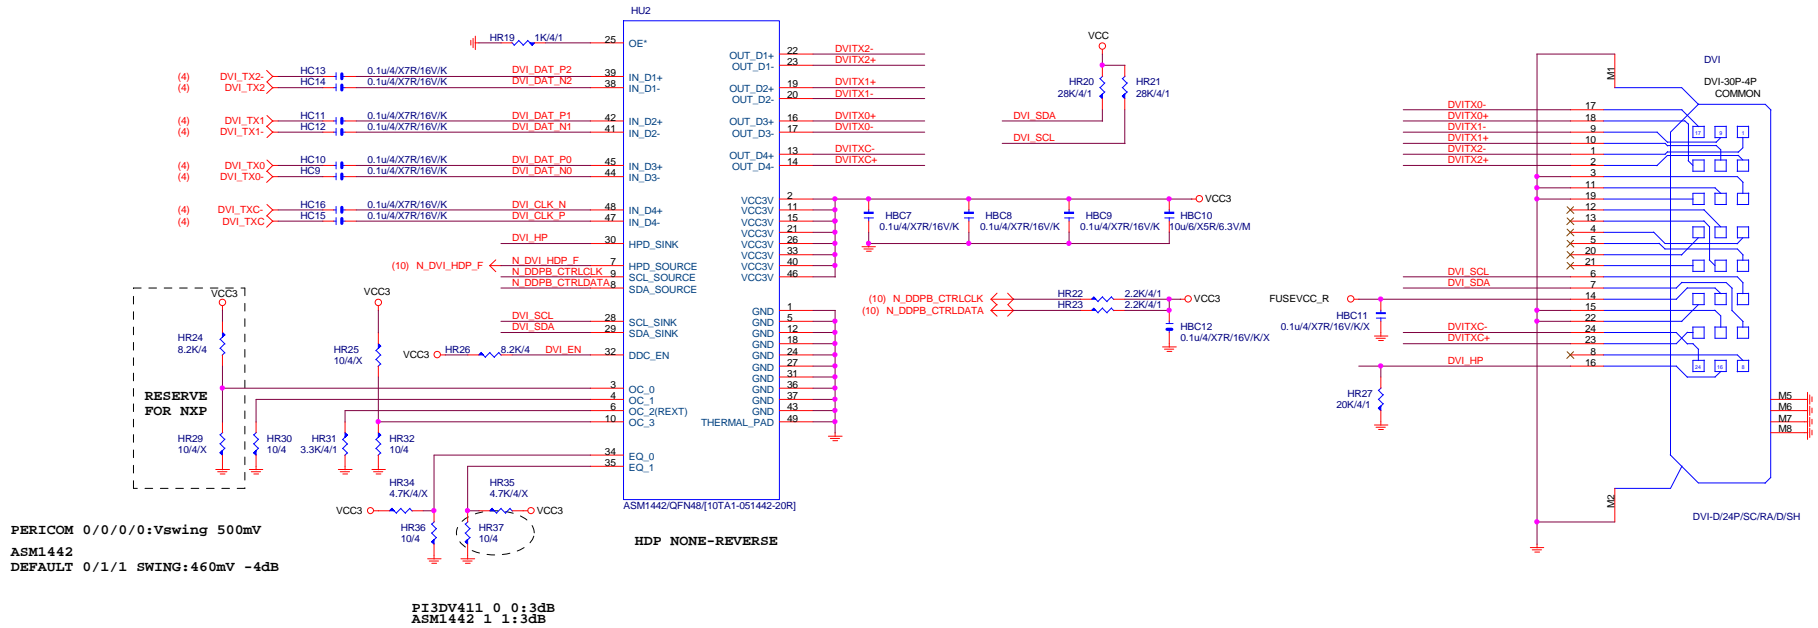 HU2
HR19 1K/4/1 25 OE*
(4) DVI_TX2- HC13 0.1u/4/X7R/16V/K DVI_DAT_P2 39 IN_D1+
(4) DVI_TX2 HC14 0.1u/4/X7R/16V/K DVI_DAT_N2 38 IN_D1-
(4) DVI_TX1 HC11 0.1u/4/X7R/16V/K DVI_DAT_P1 42 IN_D2+
(4) DVI_TX1- HC12 0.1u/4/X7R/16V/K DVI_DAT_N1 41 IN_D2-
(4) DVI_TX0 HC10 0.1u/4/X7R/16V/K DVI_DAT_P0 45 IN_D3+
(4) DVI_TX0- HC9 0.1u/4/X7R/16V/K DVI_DAT_N0 44 IN_D3-
(4) DVI_TXC- HC16 0.1u/4/X7R/16V/K DVI_CLK_N 48 IN_D4+
(4) DVI_TXC HC15 0.1u/4/X7R/16V/K DVI_CLK_P 47 IN_D4-
DVI_HP 30 HPD_SINK
(10) N_DVI_HDP_F N_DVI_HDP_F 7 HPD_SOURCE
N_DDPB_CTRLCLK 9 SCL_SOURCE
N_DDPB_CTRLDATA 8 SDA_SOURCE
DVI_SCL 28 SCL_SINK
DVI_SDA 29 SDA_SINK
VCC3 HR26 8.2K/4 DVI_EN 32 DDC_EN
3 OC_0
4 OC_1
6 OC_2(REXT)
10 OC_3
34 EQ_0
35 EQ_1
VCC3
HR24
8.2K/4
RESERVE
FOR NXP
HR29
10/4/X
HR30
10/4
HR31
3.3K/4/1
VCC3
HR25
10/4/X
HR32
10/4
HR34
4.7K/4/X
VCC3
HR36
10/4
HR35
4.7K/4/X
VCC3
HR37
10/4
OUT_D1+ 22 DVITX2-
OUT_D1- 23 DVITX2+
OUT_D2+ 19 DVITX1+
OUT_D2- 20 DVITX1-
OUT_D3+ 16 DVITX0+
OUT_D3- 17 DVITX0-
OUT_D4+ 13 DVITXC-
OUT_D4- 14 DVITXC+
VCC3V 2
VCC3V 11
VCC3V 15
VCC3V 21
VCC3V 26
VCC3V 33
VCC3V 40
VCC3V 46
GND 1
GND 5
GND 12
GND 18
GND 24
GND 27
GND 31
GND 36
GND 37
GND 43
THERMAL_PAD 49
ASM1442/QFN48/[10TA1-051442-20R]
HDP NONE-REVERSE
VCC
HR20
28K/4/1
HR21
28K/4/1
DVI_SDA
DVI_SCL
VCC3
HBC7
0.1u/4/X7R/16V/K
HBC8
0.1u/4/X7R/16V/K
HBC9
0.1u/4/X7R/16V/K
HBC10
10u/6/X5R/6.3V/M
(10) N_DDPB_CTRLCLK HR22 2.2K/4/1 VCC3
(10) N_DDPB_CTRLDATA HR23 2.2K/4/1
HBC12
0.1u/4/X7R/16V/K/X
DVI
DVI-30P-4P
COMMON
M1
DVITX0- 17
DVITX0+ 18
DVITX1- 9
DVITX1+ 10
DVITX2- 1
DVITX2+ 2
3
11
19
12
13
4
5
20
21
DVI_SCL 6
DVI_SDA 7
FUSEVCC_R 14
15
22
DVITXC- 24
DVITXC+ 23
8
DVI_HP 16
HBC11
0.1u/4/X7R/16V/K/X
HR27
20K/4/1
17 9 1
24 16 8
M5
M6
M7
M8
M2
DVI-D/24P/SC/RA/D/SH
PERICOM 0/0/0/0:Vswing 500mV
ASM1442
DEFAULT 0/1/1 SWING:460mV -4dB
PI3DV411 0 0:3dB
ASM1442 1 1:3dB